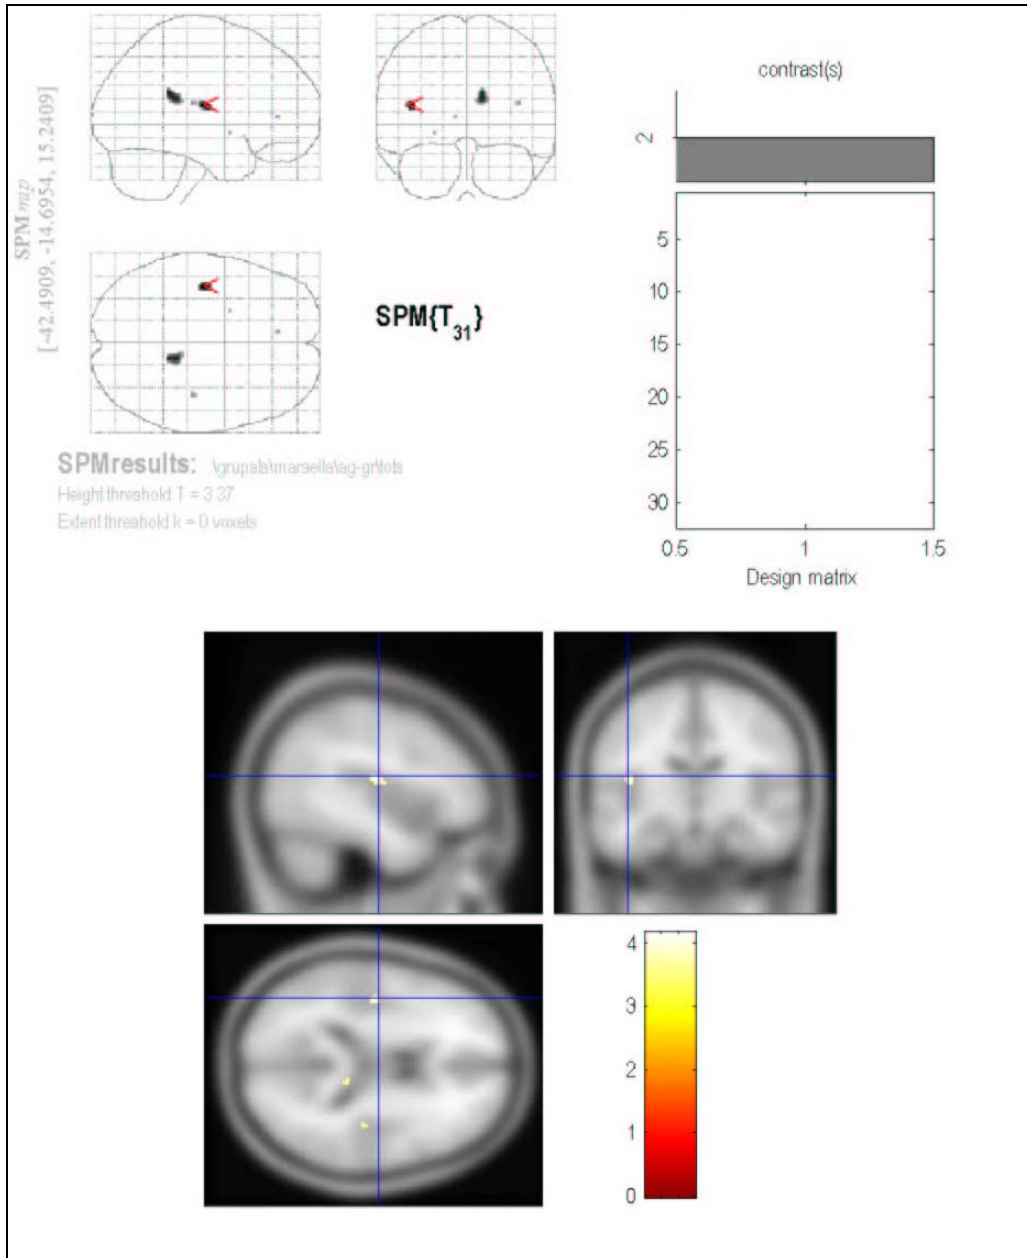 SPMmip
[-42.4909, -14.6954, 15.2409]
SPM{T31}
SPMresults: \grupals\marsella\ag-gr\tots
Height threshold T = 3.37
Extent threshold k = 0 voxels
contrast(s)
2
5
10
15
20
25
30
0.5 1 1.5
Design matrix
4
3
2
1
0